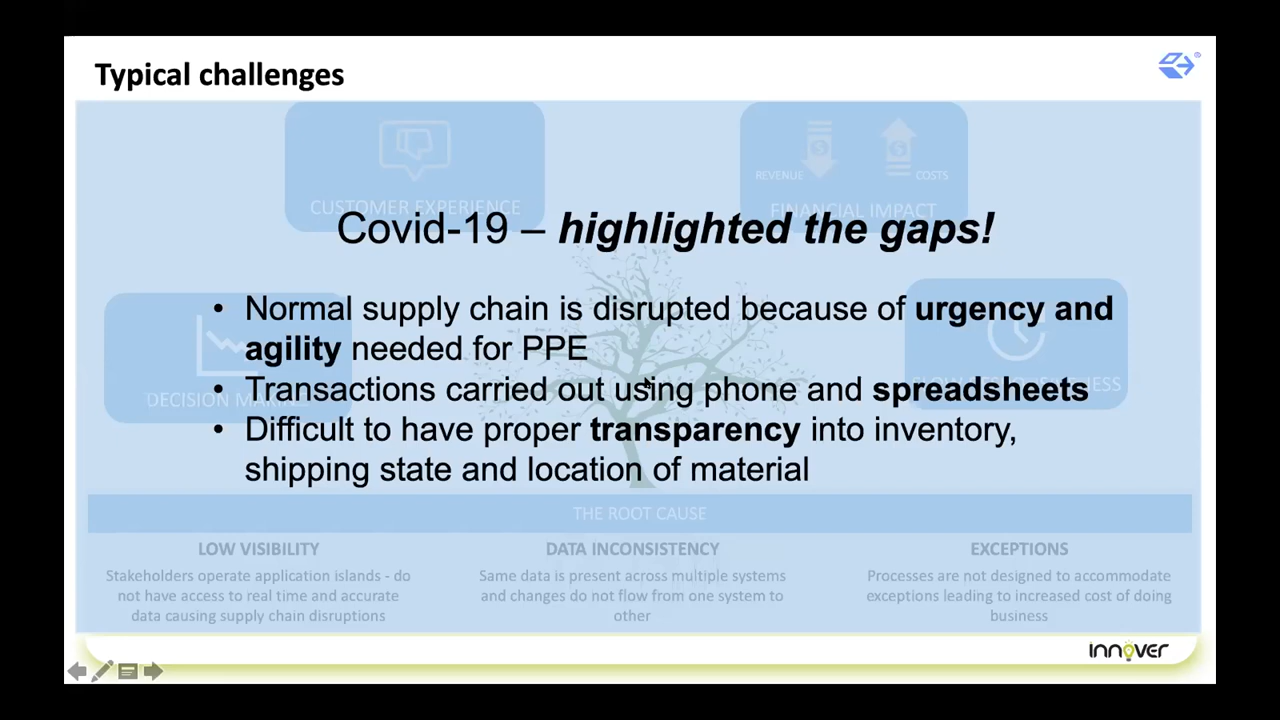 Typical challenges
REVENUE
COSTS
CUSTOMER EXPERIENCE
FINANCIAL IMPACT
Covid-19 – highlighted the gaps!
• Normal supply chain is disrupted because of urgency and
agility needed for PPE
• Transactions carried out using phone and spreadsheets
DECISION MAKING
• Difficult to have proper transparency into inventory,
shipping state and location of material
THE ROOT CAUSE
LOW VISIBILITY
Stakeholders operate application islands - do
not have access to real time and accurate
data causing supply chain disruptions
DATA INCONSISTENCY
Same data is present across multiple systems
and changes do not flow from one system to
other
EXCEPTIONS
Processes are not designed to accommodate
exceptions leading to increased cost of doing
business
innover